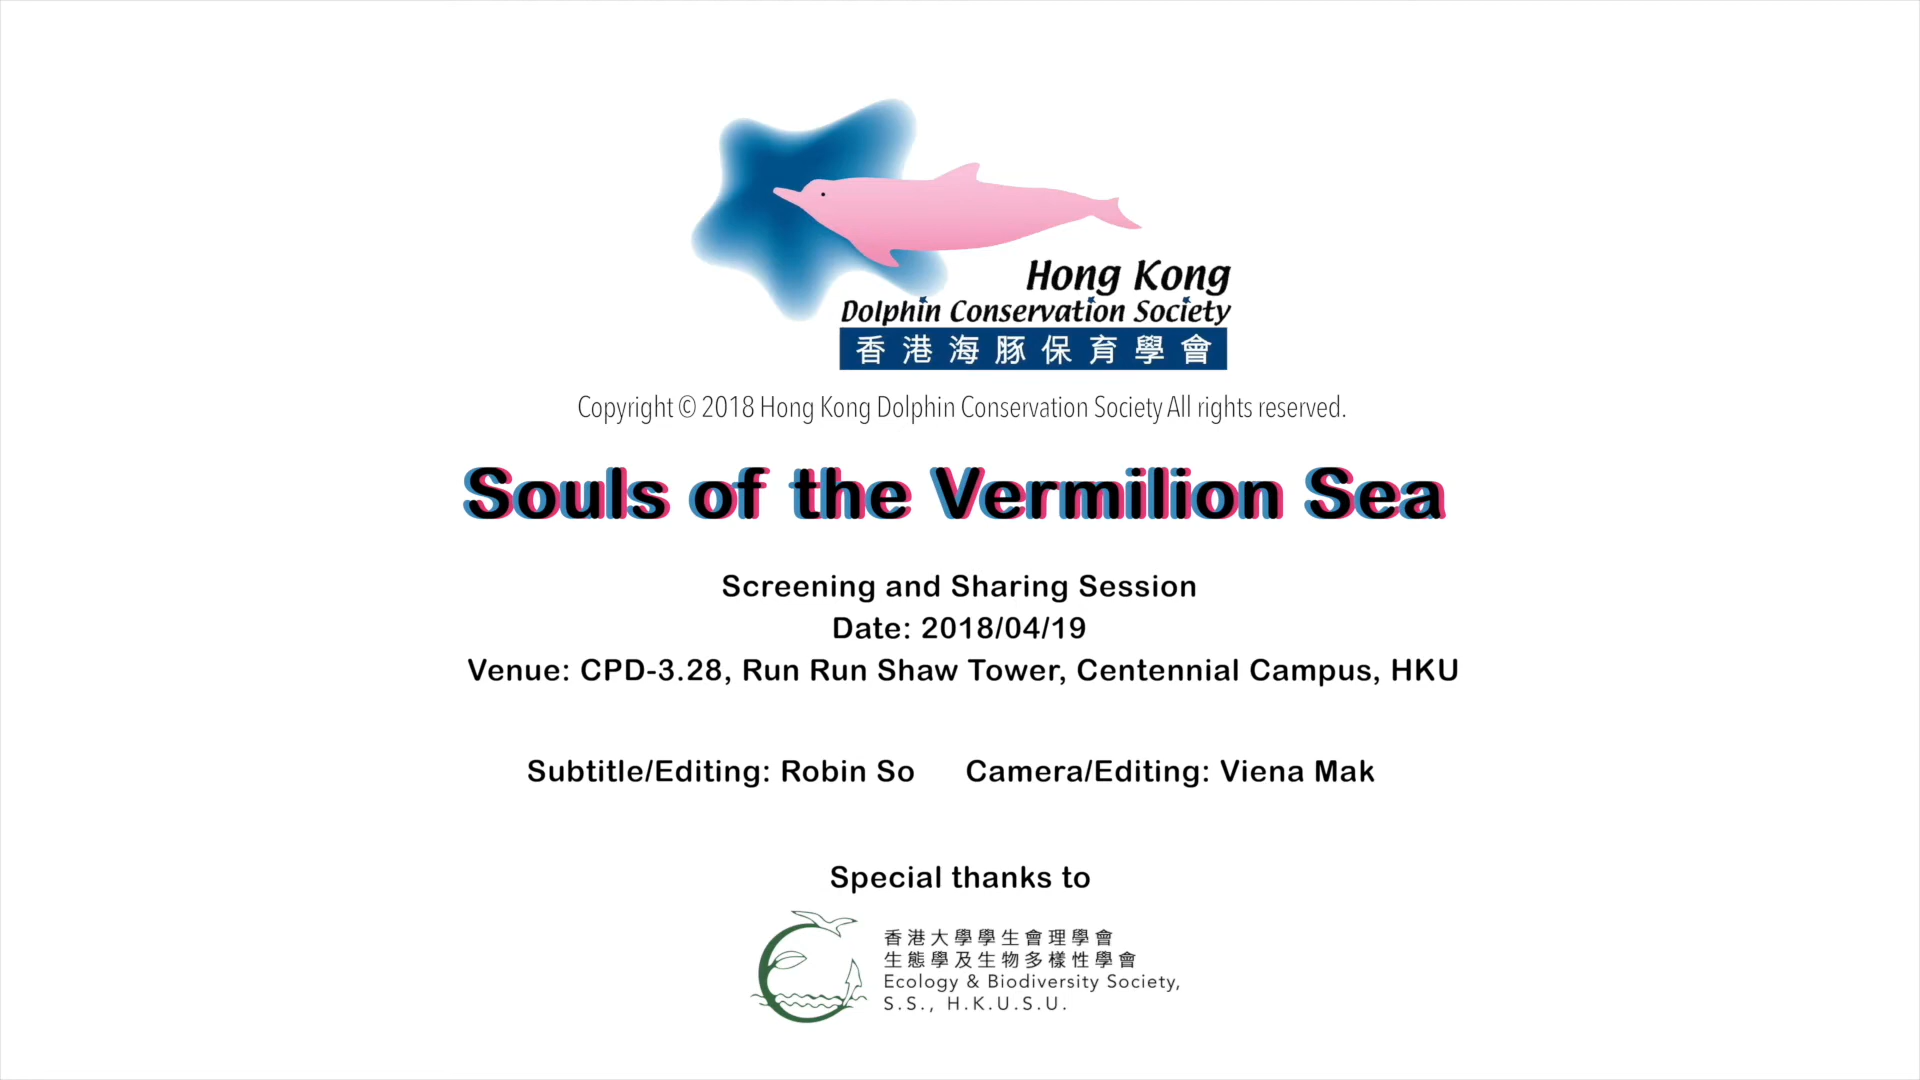 Hong Kong
Dolphin Conservation Society
香港海豚保育學會
Copyright © 2018 Hong Kong Dolphin Conservation Society All rights reserved.
Souls of the Vermilion Sea
Screening and Sharing Session
Date: 2018/04/19
Venue: CPD-3.28, Run Run Shaw Tower, Centennial Campus, HKU
Subtitle/Editing: Robin So Camera/Editing: Viena Mak
Special thanks to
香港大學學生會理學會
生態學及生物多樣性學會
Ecology & Biodiversity Society,
S.S., H.K.U.S.U.